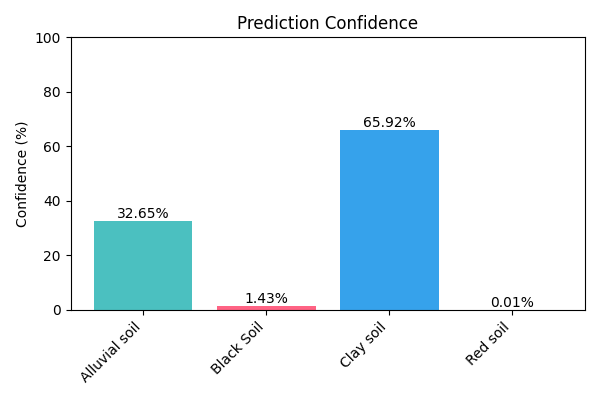 Prediction Confidence
Confidence (%)
100
80
60
40
20
0
32.65%
1.43%
65.92%
0.01%
Alluvial soil
Black Soil
Clay soil
Red soil